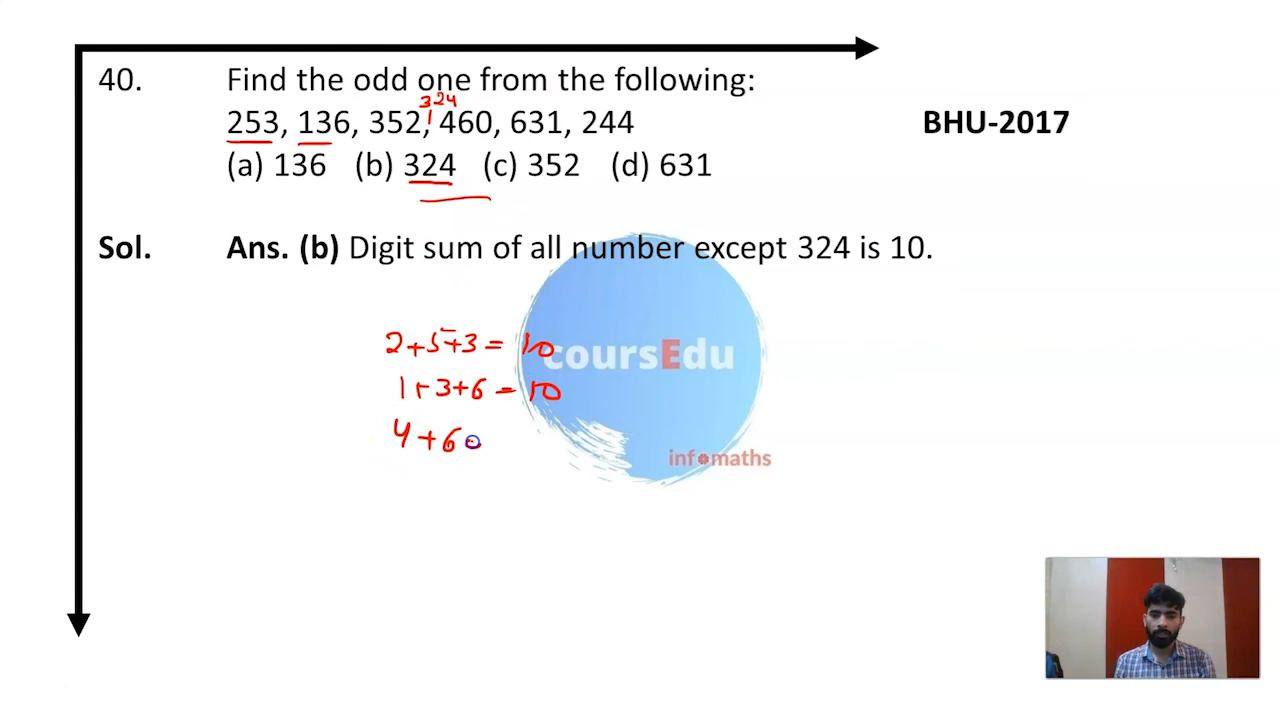 40. Find the odd one from the following:
324
253, 136, 352, 460, 631, 244 BHU-2017
(a) 136 (b) 324 (c) 352 (d) 631
Sol. Ans. (b) Digit sum of all number except 324 is 10.
2+5+3=10
coursEdu
1+3+6=10
4+6
infomaths